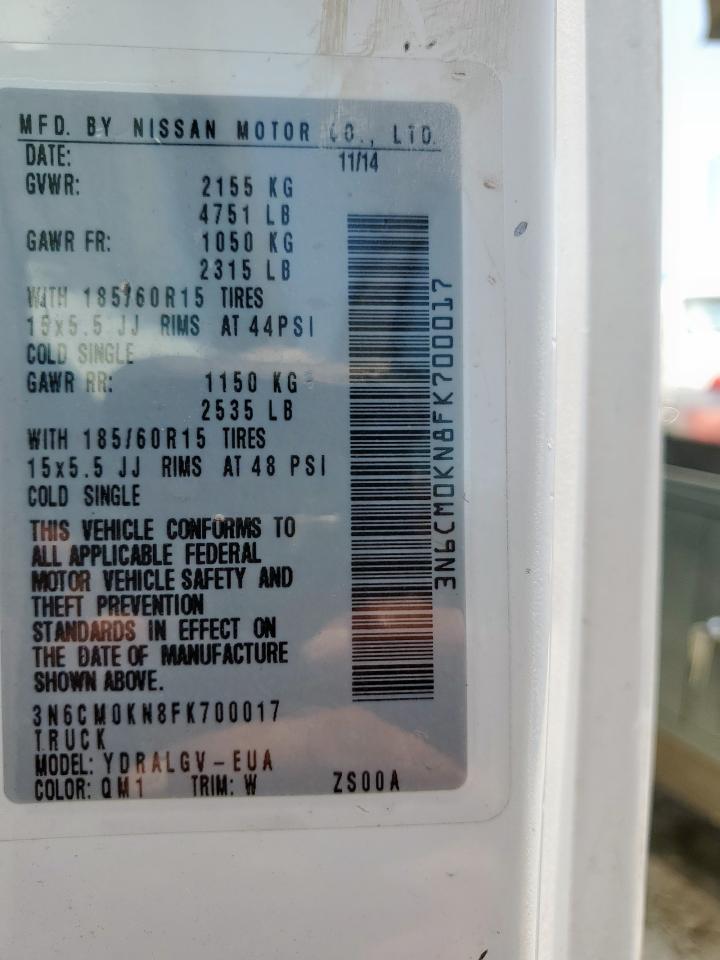 MFD. BY NISSAN MOTOR CO., LTD.
DATE: 11/14
GVWR: 2155 KG
4751 LB
GAWR FR: 1050 KG
2315 LB
WITH 185/60R15 TIRES
15x5.5 JJ RIMS AT 44PSI
COLD SINGLE
GAWR RR: 1150 KG
2535 LB
WITH 185/60R15 TIRES
15x5.5 JJ RIMS AT 48 PSI
COLD SINGLE
THIS VEHICLE CONFORMS TO
ALL APPLICABLE FEDERAL
MOTOR VEHICLE SAFETY AND
THEFT PREVENTION
STANDARDS IN EFFECT ON
THE DATE OF MANUFACTURE
SHOWN ABOVE.
3N6CM0KN8FK700017
TRUCK
MODEL: YDRALGV-EUA
COLOR: QM1 TRIM: W ZS00A
3N6CM0KN8FK700017